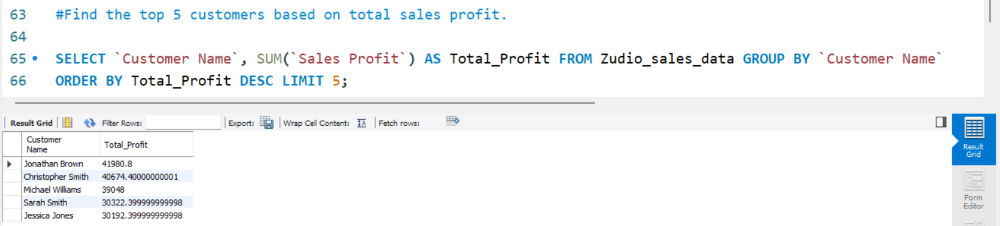 63 #Find the top 5 customers based on total sales profit.
64
65 SELECT `Customer Name`, SUM(`Sales Profit`) AS Total_Profit FROM Zudio_sales_data GROUP BY `Customer Name`
66 ORDER BY Total_Profit DESC LIMIT 5;
Result Grid Filter Rows: Export: Wrap Cell Content: Fetch rows:
Customer Name Total_Profit
Jonathan Brown 41980.8
Christopher Smith 40674.40000000001
Michael Williams 39048
Sarah Smith 30322.399999999998
Jessica Jones 30192.399999999998
Result
Grid
Form
Editor